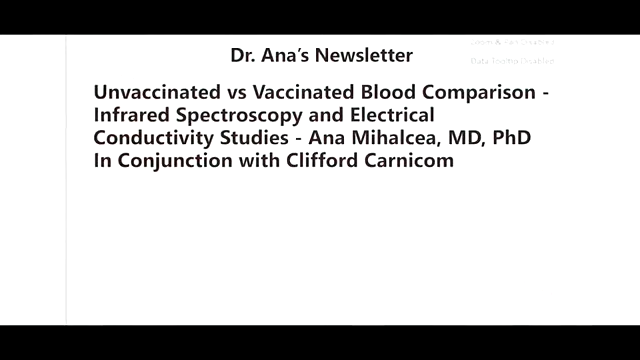 Dr. Ana's Newsletter
Unvaccinated vs Vaccinated Blood Comparison -
Infrared Spectroscopy and Electrical
Conductivity Studies - Ana Mihalcea, MD, PhD
In Conjunction with Clifford Carnicom